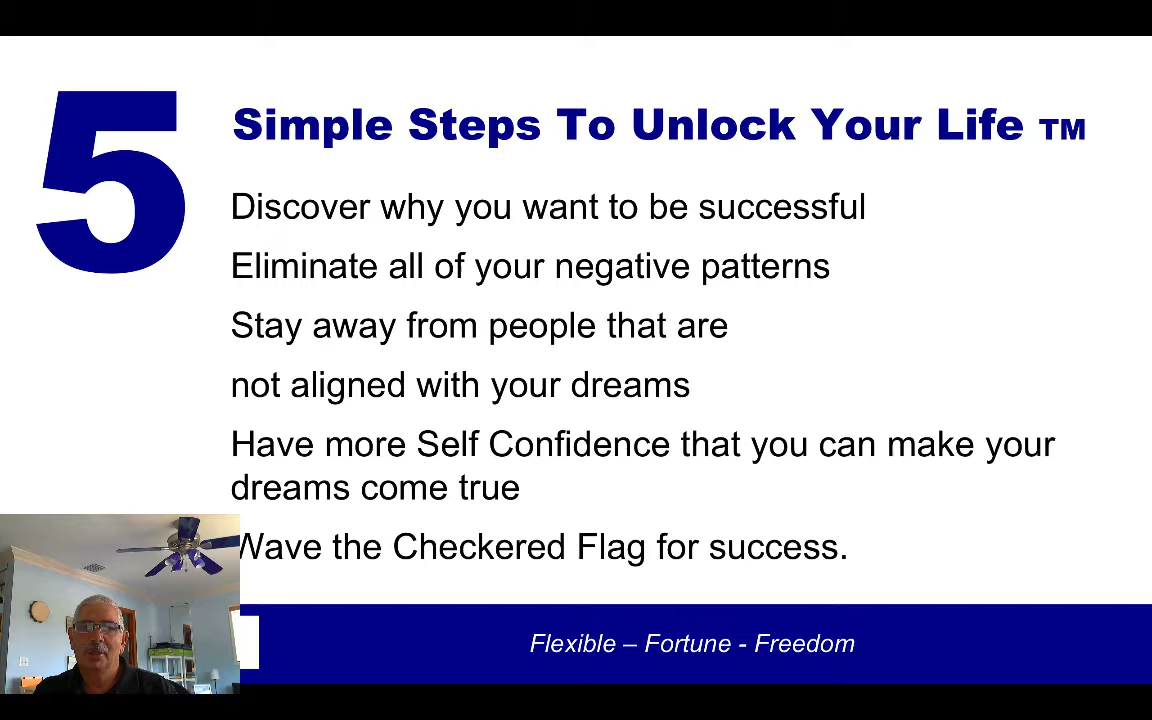 5
Simple Steps To Unlock Your Life TM
Discover why you want to be successful
Eliminate all of your negative patterns
Stay away from people that are
not aligned with your dreams
Have more Self Confidence that you can make your
dreams come true
Wave the Checkered Flag for success.
Flexible – Fortune - Freedom